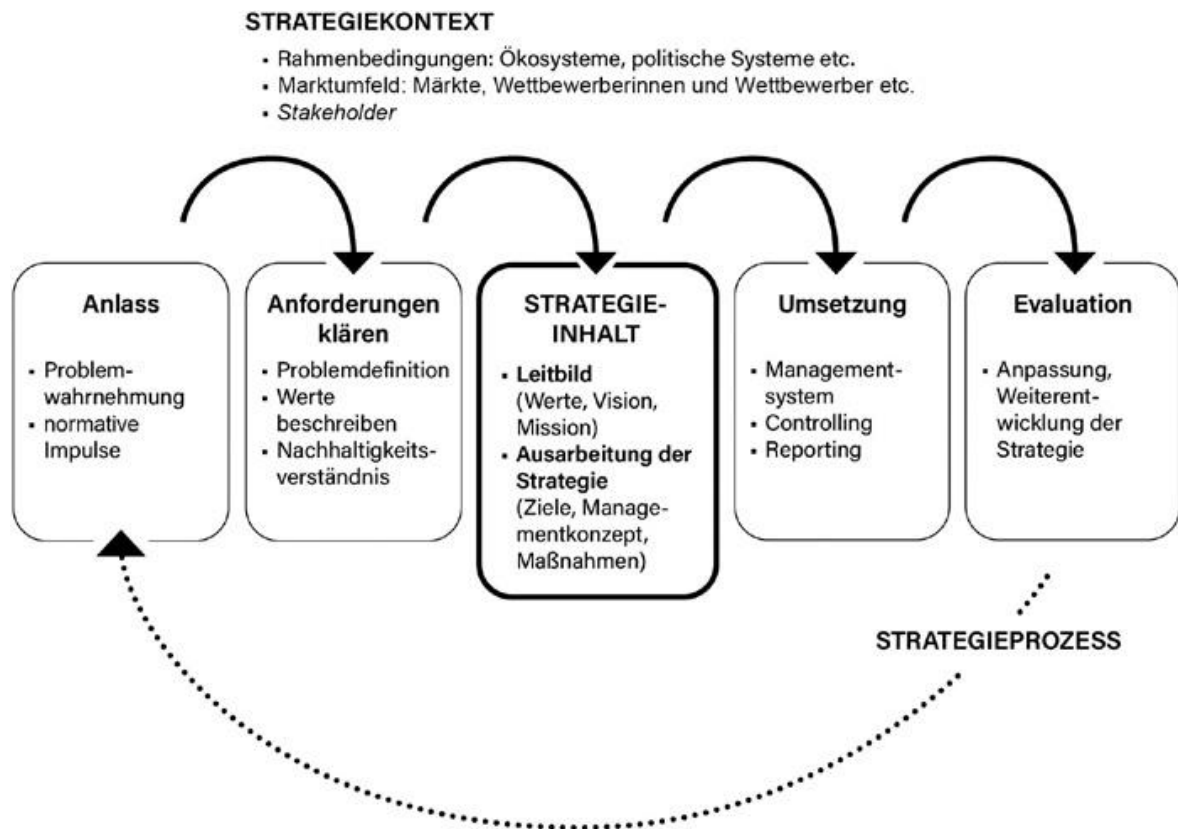 STRATEGIEKONTEXT
▪ Rahmenbedingungen: Ökosysteme, politische Systeme etc.
▪ Marktumfeld: Märkte, Wettbewerberinnen und Wettbewerber etc.
▪ Stakeholder
Anlass
▪ Problem-
wahrnehmung
▪ normative
Impulse
Anforderungen
klären
▪ Problemdefinition
▪ Werte
beschreiben
▪ Nachhaltigkeits-
verständnis
STRATEGIE-
INHALT
▪ Leitbild
(Werte, Vision,
Mission)
▪ Ausarbeitung der
Strategie
(Ziele, Manage-
mentkonzept,
Maßnahmen)
Umsetzung
▪ Management-
system
▪ Controlling
▪ Reporting
Evaluation
▪ Anpassung,
Weiterent-
wicklung der
Strategie
STRATEGIEPROZESS